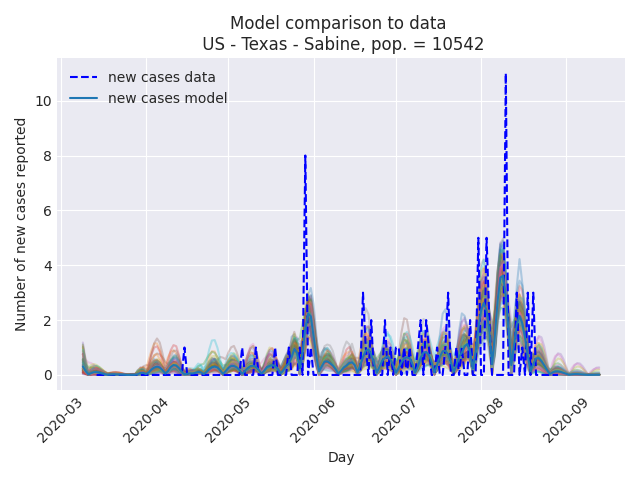 Model comparison to data
US - Texas - Sabine, pop. = 10542
new cases data
new cases model
Number of new cases reported
10
8
6
4
2
0
2020-03
2020-04
2020-05
2020-06
2020-07
2020-08
2020-09
Day